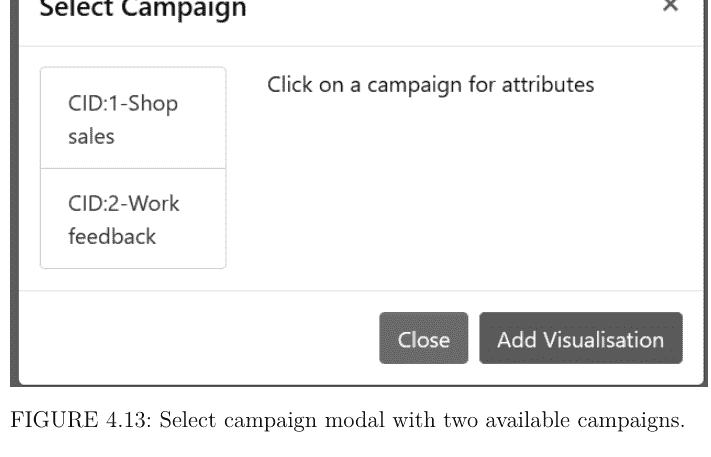 Select Campaign
×
CID:1-Shop
sales
Click on a campaign for attributes
CID:2-Work
feedback
Close
Add Visualisation
FIGURE 4.13: Select campaign modal with two available campaigns.